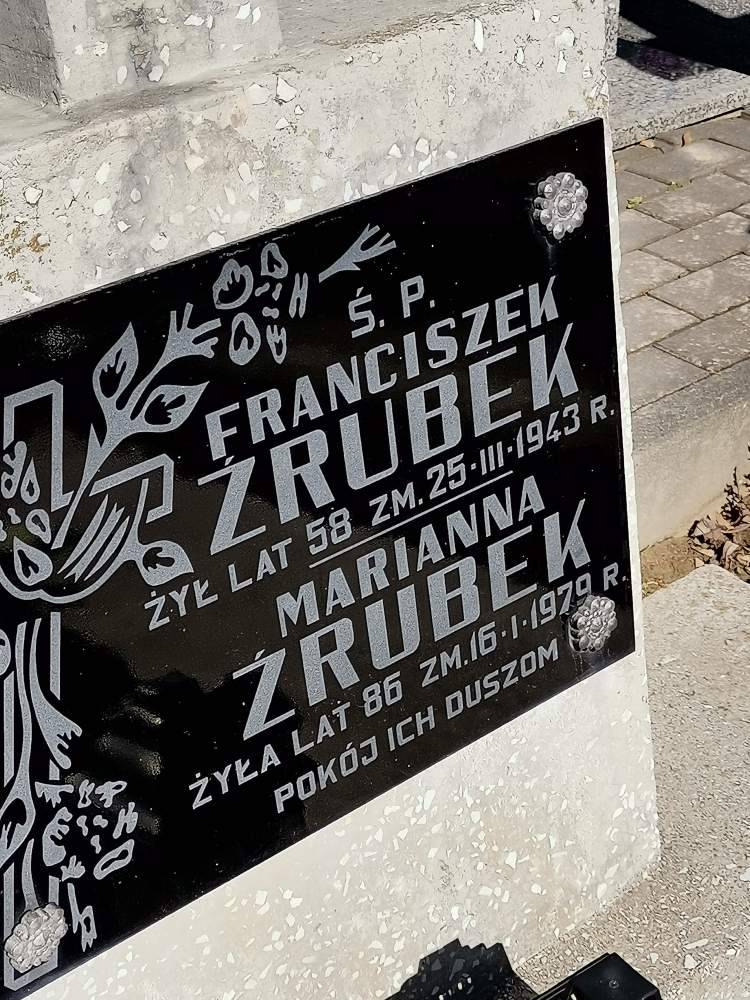 Ś. P.
FRANCISZEK
ŹRUBEK
ŻYŁ LAT 58 ZM. 25·III·1943 R.
MARIANNA
ŹRUBEK
ŻYŁA LAT 86 ZM. 16·I·1979 R.
POKÓJ ICH DUSZOM